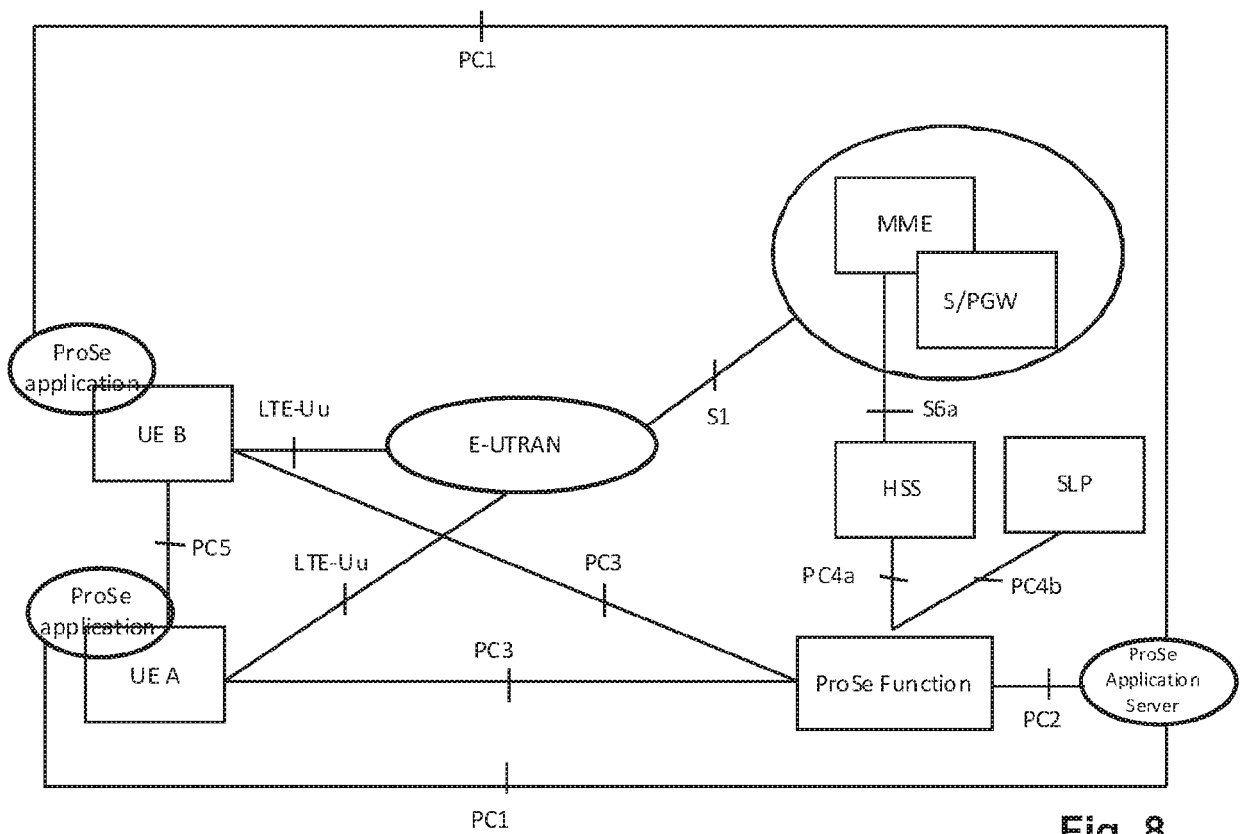 PC1
MME
S/PGW
ProSe
application
UE B
LTE-Uu
E-UTRAN
S1
S6a
HSS
SLP
PC5
LTE-Uu
PC3
PC4a
PC4b
ProSe
application
UE A
PC3
ProSe Function
PC2
ProSe
Application
Server
PC1
Fig. 8